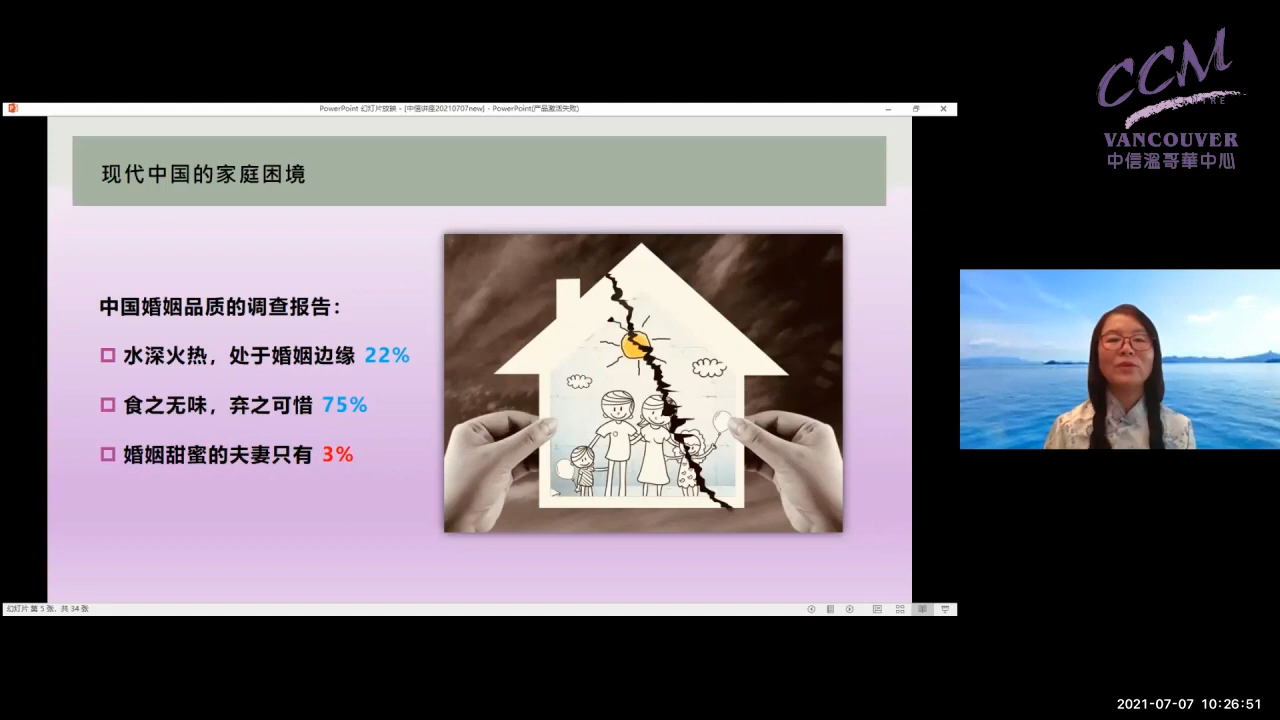 PowerPoint 幻灯片放映 - [中信讲座20210707new] - PowerPoint(产品激活失败)
现代中国的家庭困境
中国婚姻品质的调查报告：
水深火热，处于婚姻边缘 22%
食之无味，弃之可惜 75%
婚姻甜蜜的夫妻只有 3%
幻灯片 第 5 张，共 34 张
CCM
VANCOUVER
中信溫哥華中心
2021-07-07 10:26:51